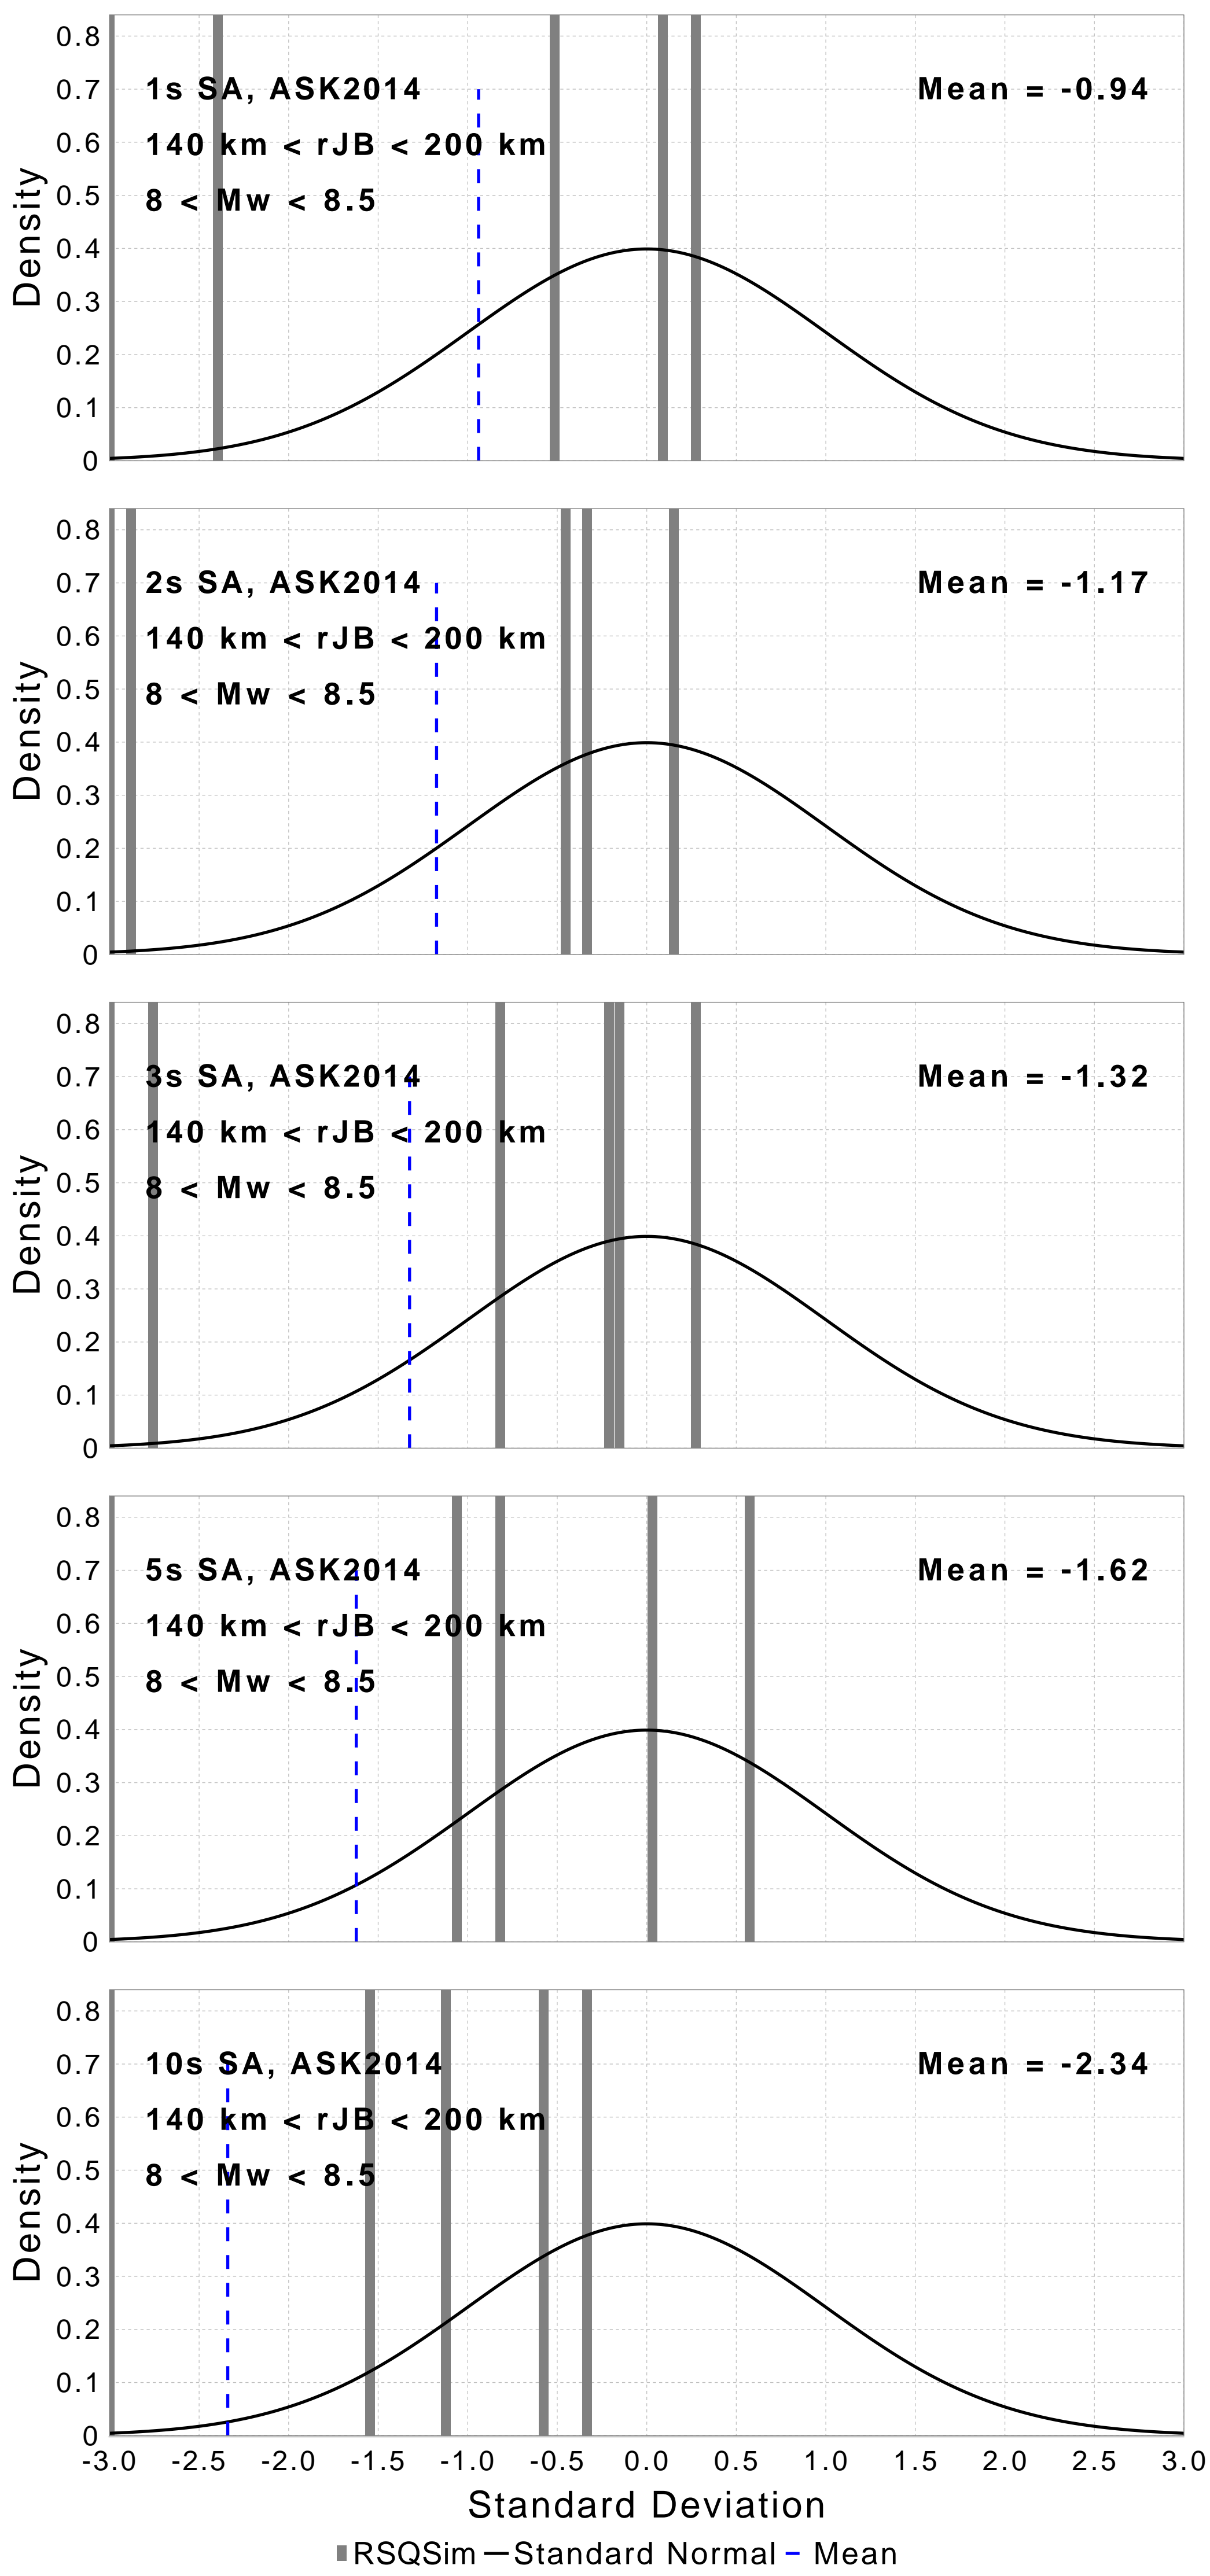 0.8
1s SA, ASK2014 Mean = -0.94
0.7
140 km < rJB < 200 km
0.6
8 < Mw < 8.5
0.5
0.4
0.3
0.2
0.1
0
Density
0.8
2s SA, ASK2014 Mean = -1.17
0.7
140 km < rJB < 200 km
0.6
8 < Mw < 8.5
0.5
0.4
0.3
0.2
0.1
0
Density
0.8
3s SA, ASK2014 Mean = -1.32
0.7
140 km < rJB < 200 km
0.6
8 < Mw < 8.5
0.5
0.4
0.3
0.2
0.1
0
Density
0.8
5s SA, ASK2014 Mean = -1.62
0.7
140 km < rJB < 200 km
0.6
8 < Mw < 8.5
0.5
0.4
0.3
0.2
0.1
0
Density
0.8
10s SA, ASK2014 Mean = -2.34
0.7
140 km < rJB < 200 km
0.6
8 < Mw < 8.5
0.5
0.4
0.3
0.2
0.1
0
Density
-3.0 -2.5 -2.0 -1.5 -1.0 -0.5 0.0 0.5 1.0 1.5 2.0 2.5 3.0
Standard Deviation
RSQSim Standard Normal Mean